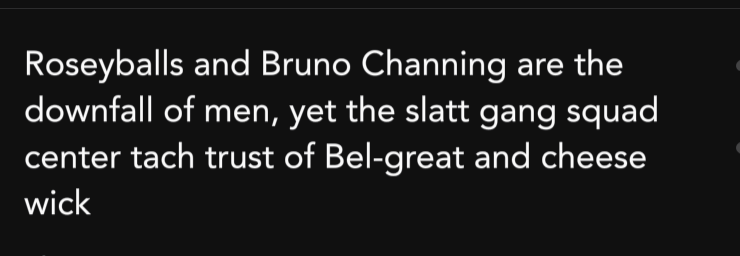 Roseyballs and Bruno Channing are the
downfall of men, yet the slatt gang squad
center tach trust of Bel-great and cheese
wick